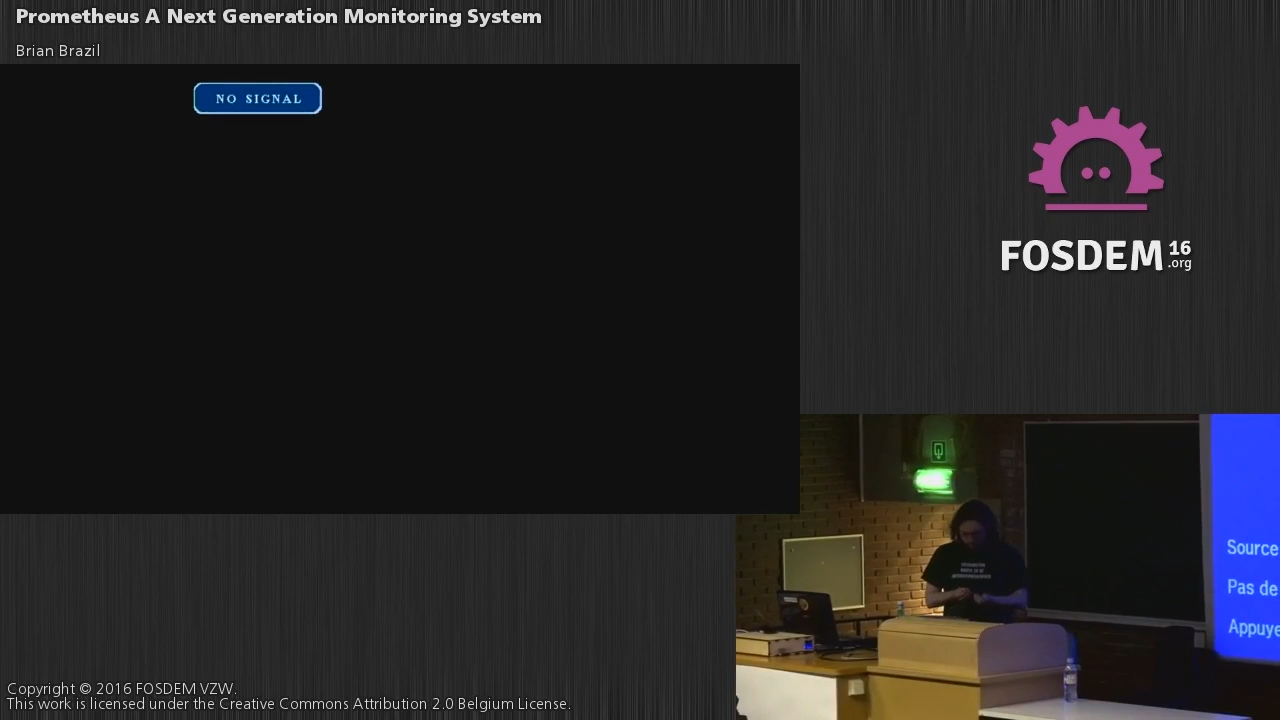 Prometheus A Next Generation Monitoring System
Brian Brazil
NO SIGNAL
FOSDEM 16
.org
Source
Pas de
Appuye
Copyright © 2016 FOSDEM VZW.
This work is licensed under the Creative Commons Attribution 2.0 Belgium License.